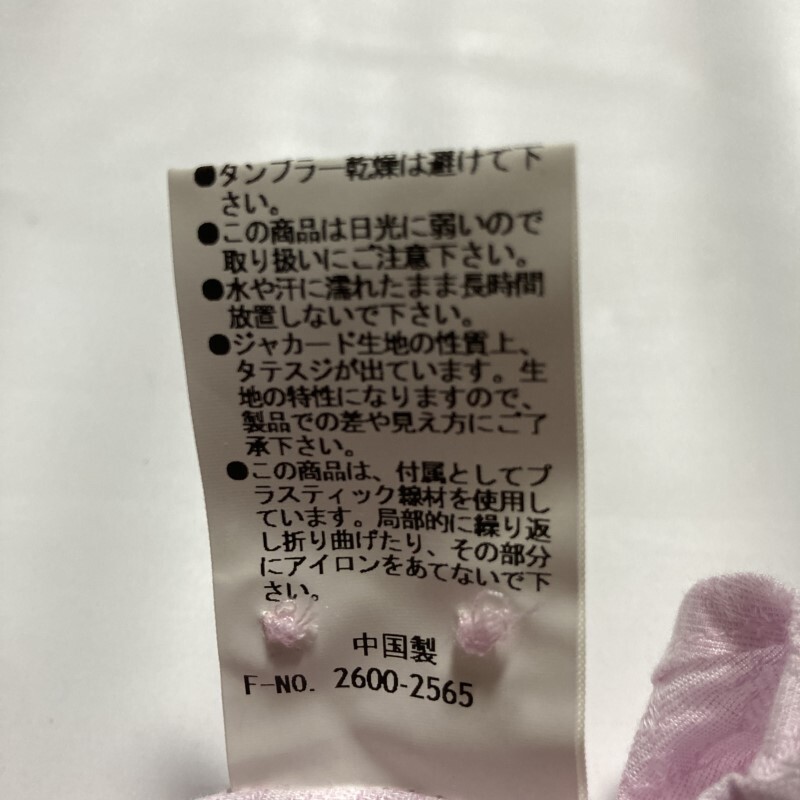 ●タンブラー乾燥は避けて下
さい。
●この商品は日光に弱いので
取り扱いにご注意下さい。
●水や汗に濡れたまま長時間
放置しないで下さい。
●ジャカード生地の性質上、
タテスジが出ています。生
地の特性になりますので、
製品での差や見え方にご了
承下さい。
●この商品は、付属としてプ
ラスティック線材を使用し
ています。局部的に繰り返
し折り曲げたり、その部分
にアイロンをあてないで下
さい。
中国製
F-NO. 2600-2565